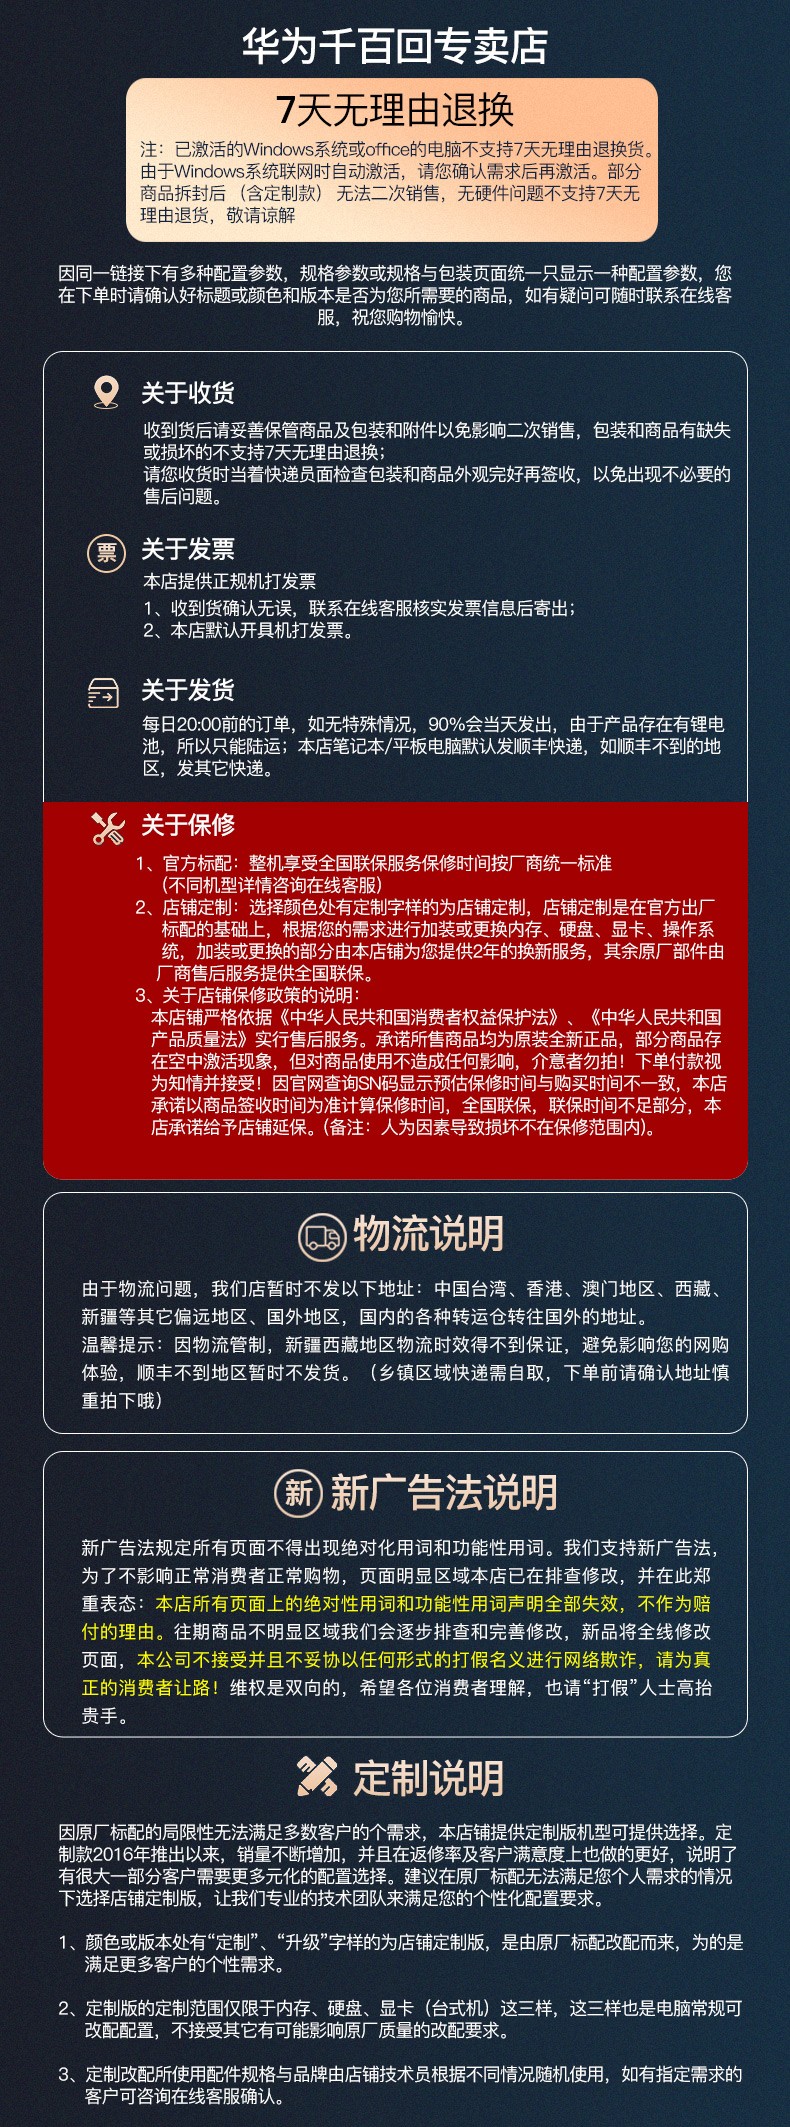 华为千百回专卖店
7天无理由退换
注：已激活的Windows系统或office的电脑不支持7天无理由退换货。
由于Windows系统联网时自动激活，请您确认需求后再激活。部分
商品拆封后（含定制款）无法二次销售，无硬件问题不支持7天无
理由退货，敬请谅解
因同一链接下有多种配置参数，规格参数或规格与包装页面统一只显示一种配置参数，您
在下单时请确认好标题或颜色和版本是否为您所需要的商品，如有疑问可随时联系在线客
服，祝您购物愉快。
关于收货
收到货后请妥善保管商品及包装和附件以免影响二次销售，包装和商品有缺失
或损坏的不支持7天无理由退换；
请您收货时当着快递员面检查包装和商品外观完好再签收，以免出现不必要的
售后问题。
票 关于发票
本店提供正规机打发票
1、收到货确认无误，联系在线客服核实发票信息后寄出；
2、本店默认开具机打发票。
关于发货
每日20:00前的订单，如无特殊情况，90%会当天发出，由于产品存在有锂电
池，所以只能陆运；本店笔记本/平板电脑默认发顺丰快递，如顺丰不到的地
区，发其它快递。
关于保修
1、官方标配：整机享受全国联保服务保修时间按厂商统一标准
（不同机型详情咨询在线客服）
2、店铺定制：选择颜色处有定制字样的为店铺定制，店铺定制是在官方出厂
标配的基础上，根据您的需求进行加装或更换内存、硬盘、显卡、操作系
统，加装或更换的部分由本店铺为您提供2年的换新服务，其余原厂部件由
厂商售后服务提供全国联保。
3、关于店铺保修政策的说明：
本店铺严格依据《中华人民共和国消费者权益保护法》、《中华人民共和国
产品质量法》实行售后服务。承诺所售商品均为原装全新正品，部分商品存
在空中激活现象，但对商品使用不造成任何影响，介意者勿拍！下单付款视
为知情并接受！因官网查询SN码显示预估保修时间与购买时间不一致，本店
承诺以商品签收时间为准计算保修时间，全国联保，联保时间不足部分，本
店承诺给予店铺延保。（备注：人为因素导致损坏不在保修范围内）。
物流说明
由于物流问题，我们店暂时不发以下地址：中国台湾、香港、澳门地区、西藏、
新疆等其它偏远地区、国外地区，国内的各种转运仓转往国外的地址。
温馨提示：因物流管制，新疆西藏地区物流时效得不到保证，避免影响您的网购
体验，顺丰不到地区暂时不发货。（乡镇区域快递需自取，下单前请确认地址慎
重拍下哦）
新 新广告法说明
新广告法规定所有页面不得出现绝对化用词和功能性用词。我们支持新广告法，
为了不影响正常消费者正常购物，页面明显区域本店已在排查修改，并在此郑
重表态：本店所有页面上的绝对性用词和功能性用词声明全部失效，不作为赔
付的理由。往期商品不明显区域我们会逐步排查和完善修改，新品将全线修改
页面，本公司不接受并且不妥协以任何形式的打假名义进行网络欺诈，请为真
正的消费者让路！维权是双向的，希望各位消费者理解，也请“打假”人士高抬
贵手。
定制说明
因原厂标配的局限性无法满足多数客户的个需求，本店铺提供定制版机型可提供选择。定
制款2016年推出以来，销量不断增加，并且在返修率及客户满意度上也做的更好，说明了
有很大一部分客户需要更多元化的配置选择。建议在原厂标配无法满足您个人需求的情况
下选择店铺定制版，让我们专业的技术团队来满足您的个性化配置要求。
1、颜色或版本处有“定制”、“升级”字样的为店铺定制版，是由原厂标配改配而来，为的是
满足更多客户的个性需求。
2、定制版的定制范围仅限于内存、硬盘、显卡（台式机）这三样，这三样也是电脑常规可
改配配置，不接受其它有可能影响原厂质量的改配要求。
3、定制改配所使用配件规格与品牌由店铺技术员根据不同情况随机使用，如有指定需求的
客户可咨询在线客服确认。